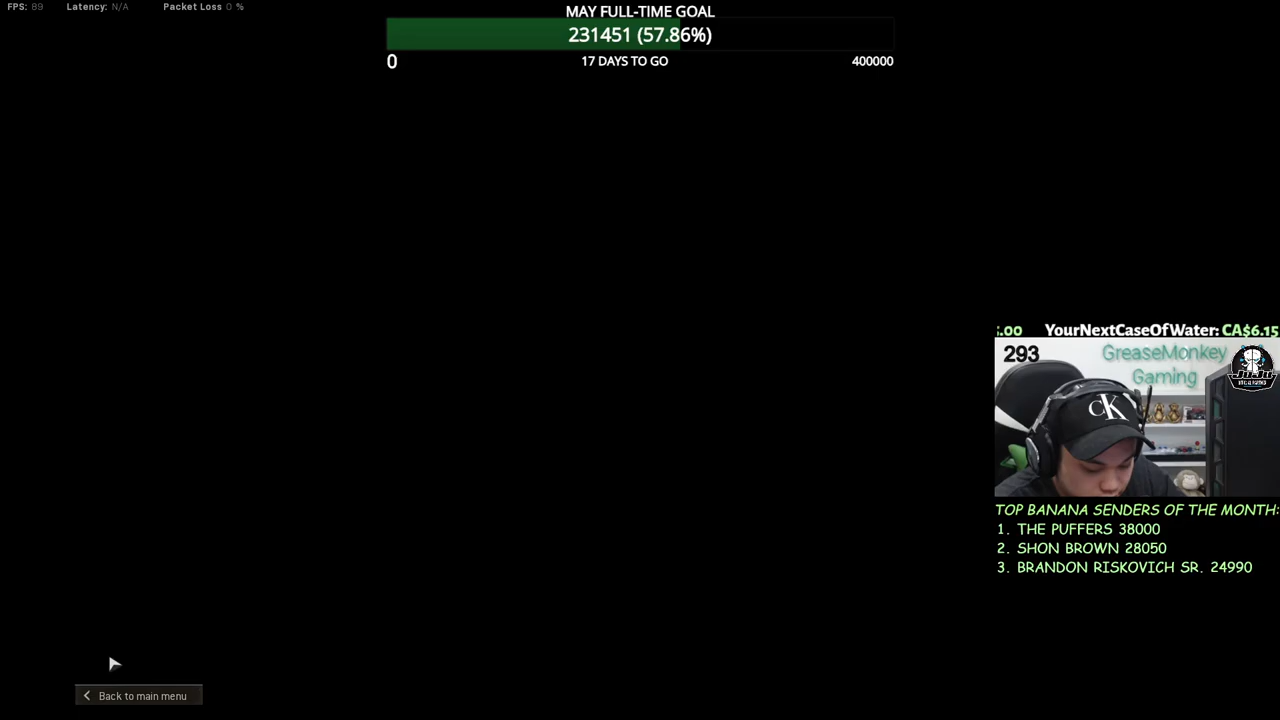 FPS: 89 Latency: N/A Packet Loss 0 %
MAY FULL-TIME GOAL
231451 (57.86%)
0 17 DAYS TO GO 400000
.00 YourNextCaseOfWater: CA$6.15
293
GreaseMonkey
Gaming
CK
TOP BANANA SENDERS OF THE MONTH:
1. THE PUFFERS 38000
2. SHON BROWN 28050
3. BRANDON RISKOVICH SR. 24990
Back to main menu